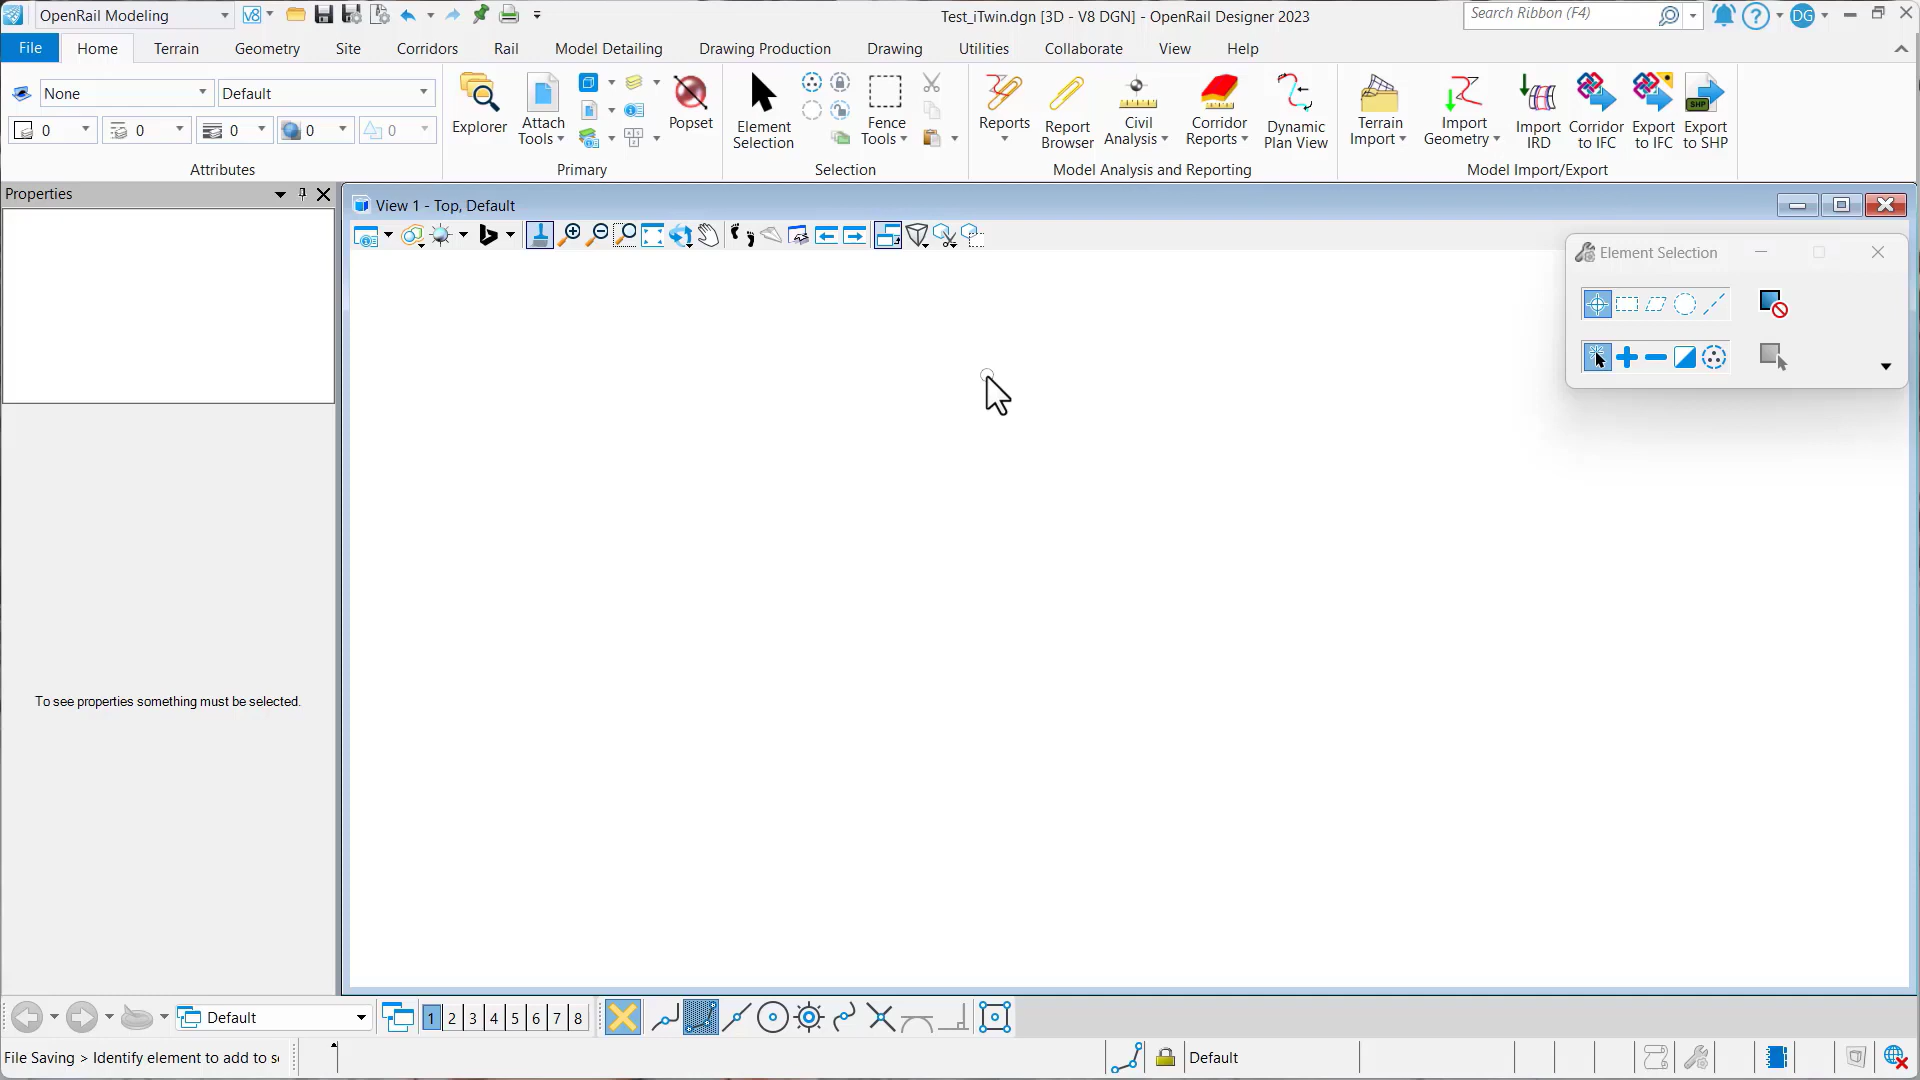 OpenRail Modeling
V8
Test_iTwin.dgn [3D - V8 DGN] - OpenRail Designer 2023
Search Ribbon (F4)
DG
File
Home
Terrain
Geometry
Site
Corridors
Rail
Model Detailing
Drawing Production
Drawing
Utilities
Collaborate
View
Help
None
Default
0
0
0
0
0
Attributes
Explorer
Attach
Tools
Popset
Primary
Element
Selection
Fence
Tools
Selection
Reports
Report
Browser
Civil
Analysis
Corridor
Reports
Dynamic
Plan View
Model Analysis and Reporting
Terrain
Import
Import
Geometry
Import
IRD
Corridor
to IFC
Export
to IFC
SHP
Export
to SHP
Model Import/Export
Properties
View 1 - Top, Default
Element Selection
To see properties something must be selected.
Default
1 2 3 4 5 6 7 8
File Saving > Identify element to add to se
Default